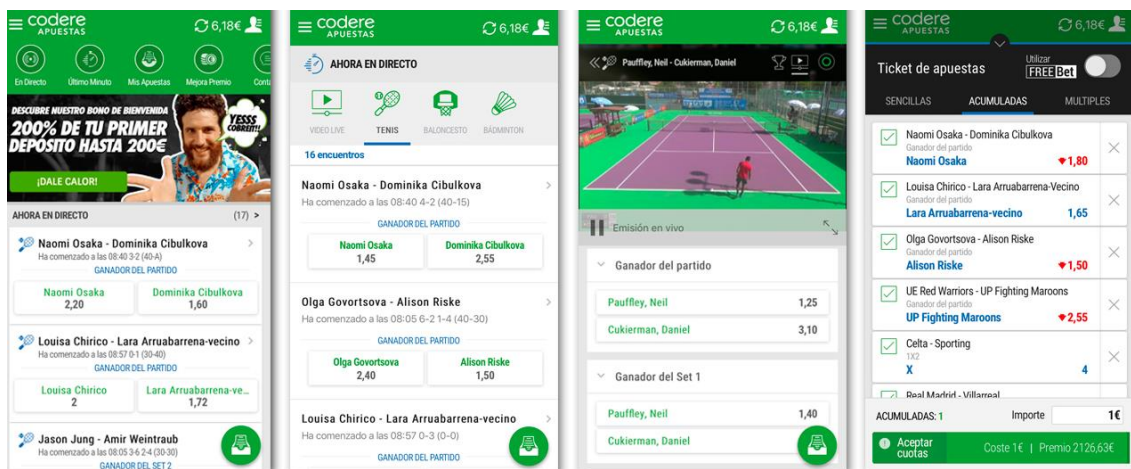 codere
APUESTAS
6,18€
En Directo
Último Minuto
Mis Apuestas
Mejora Premio
Conta
DESCUBRE NUESTRO BONO DE BIENVENIDA
200% DE TU PRIMER
DEPÓSITO HASTA
200€
YESSS
COBREII!!
¡DALE CALOR!
AHORA EN DIRECTO
(17) >
Naomi Osaka - Dominika Cibulkova
Ha comenzado a las 08:40 3-2 (40-A)
GANADOR DEL PARTIDO
Naomi Osaka
2,20
Dominika Cibulkova
1,60
Louisa Chirico - Lara Arruabarrena-vecino
Ha comenzado a las 08:57 0-1 (30-40)
GANADOR DEL PARTIDO
Louisa Chirico
2
Lara Arruabarrena-ve...
1,72
Jason Jung - Amir Weintraub
Ha comenzado a las 08:05 3-6 2-4 (30-30)
GANADOR DEL SET 2
codere
APUESTAS
6,18€
AHORA EN DIRECTO
VIDEO LIVE
TENIS
BALONCESTO
BÁDMINTON
16 encuentros
Naomi Osaka - Dominika Cibulkova
Ha comenzado a las 08:40 4-2 (40-15)
GANADOR DEL PARTIDO
Naomi Osaka
1,45
Dominika Cibulkova
2,55
Olga Govortsova - Alison Riske
Ha comenzado a las 08:05 6-2 1-4 (40-30)
GANADOR DEL PARTIDO
Olga Govortsova
2,40
Alison Riske
1,50
Louisa Chirico - Lara Arruabarrena-vecino
Ha comenzado a las 08:57 0-3 (0-0)
GANADOR DEL PARTIDO
codere
APUESTAS
6,18€
Pauffley, Neil - Cukierman, Daniel
Emisión en vivo
Ganador del partido
Pauffley, Neil 1,25
Cukierman, Daniel 3,10
Ganador del Set 1
Pauffley, Neil 1,40
Cukierman, Daniel
codere
APUESTAS
6,18€
Ticket de apuestas
Utilizar
FREEBet
SENCILLAS
ACUMULADAS
MULTIPLES
Naomi Osaka - Dominika Cibulkova
Ganador del partido
Naomi Osaka 1,80
Louisa Chirico - Lara Arruabarrena-Vecino
Ganador del partido
Lara Arruabarrena-vecino 1,65
Olga Govortsova - Alison Riske
Ganador del partido
Alison Riske 1,50
UE Red Warriors - UP Fighting Maroons
Ganador del partido
UP Fighting Maroons 2,55
Celta - Sporting
1X2
X 4
Real Madrid - Villarreal
ACUMULADAS: 1 Importe 1€
Aceptar
cuotas
Coste 1€ | Premio 2126,63€